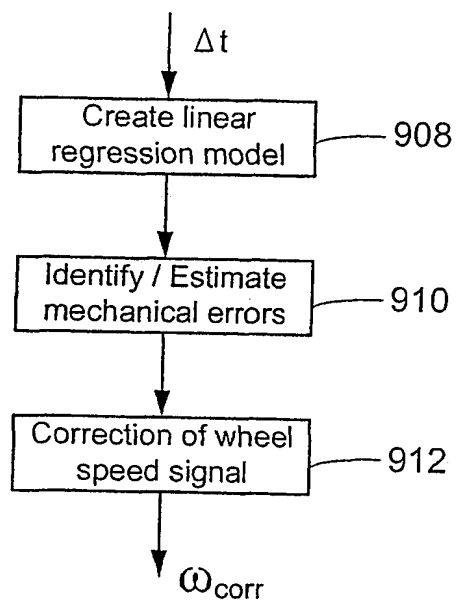 Δt
Create linear
regression model
908
Identify / Estimate
mechanical errors
910
Correction of wheel
speed signal
912
ωcorr